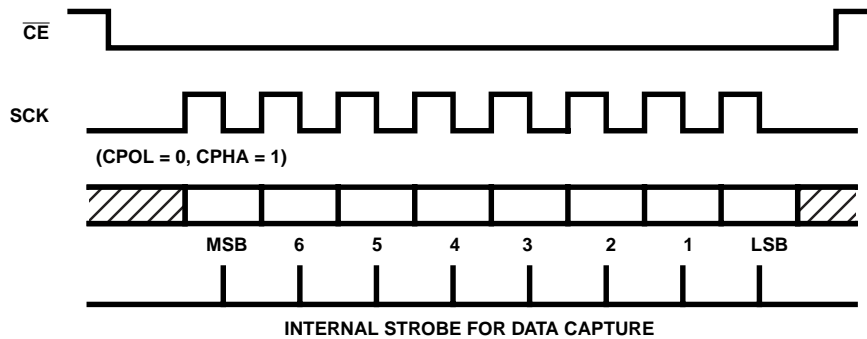 CE
SCK
(CPOL = 0, CPHA = 1)
MSB 6 5 4 3 2 1 LSB
INTERNAL STROBE FOR DATA CAPTURE